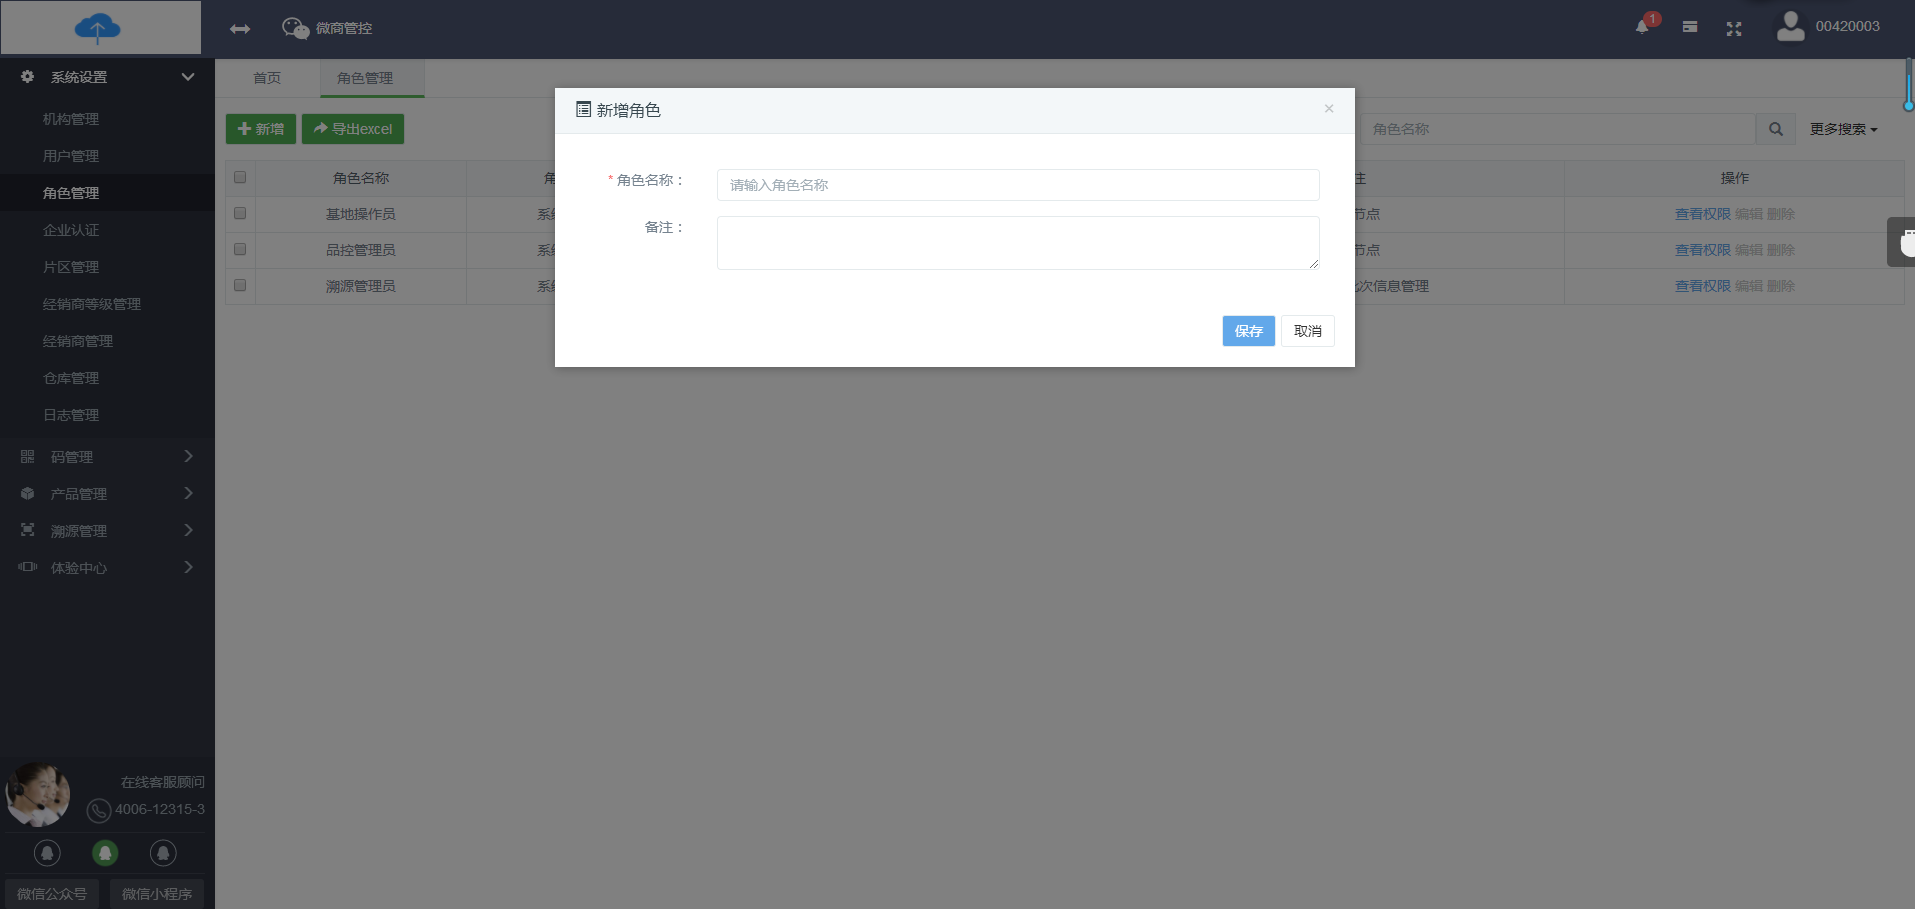 微商管控
1
00420003
系统设置
机构管理
用户管理
角色管理
企业认证
片区管理
经销商等级管理
经销商管理
仓库管理
日志管理
码管理
产品管理
溯源管理
体验中心
在线客服顾问
4006-12315-3
微信公众号 微信小程序
首页 角色管理
新增 导出excel
角色名称 更多搜索
角色名称 操作
基地操作员 节点 查看权限 编辑 删除
品控管理员 节点 查看权限 编辑 删除
溯源管理员 次信息管理 查看权限 编辑 删除
新增角色 ×
* 角色名称： 请输入角色名称
备注：
保存 取消